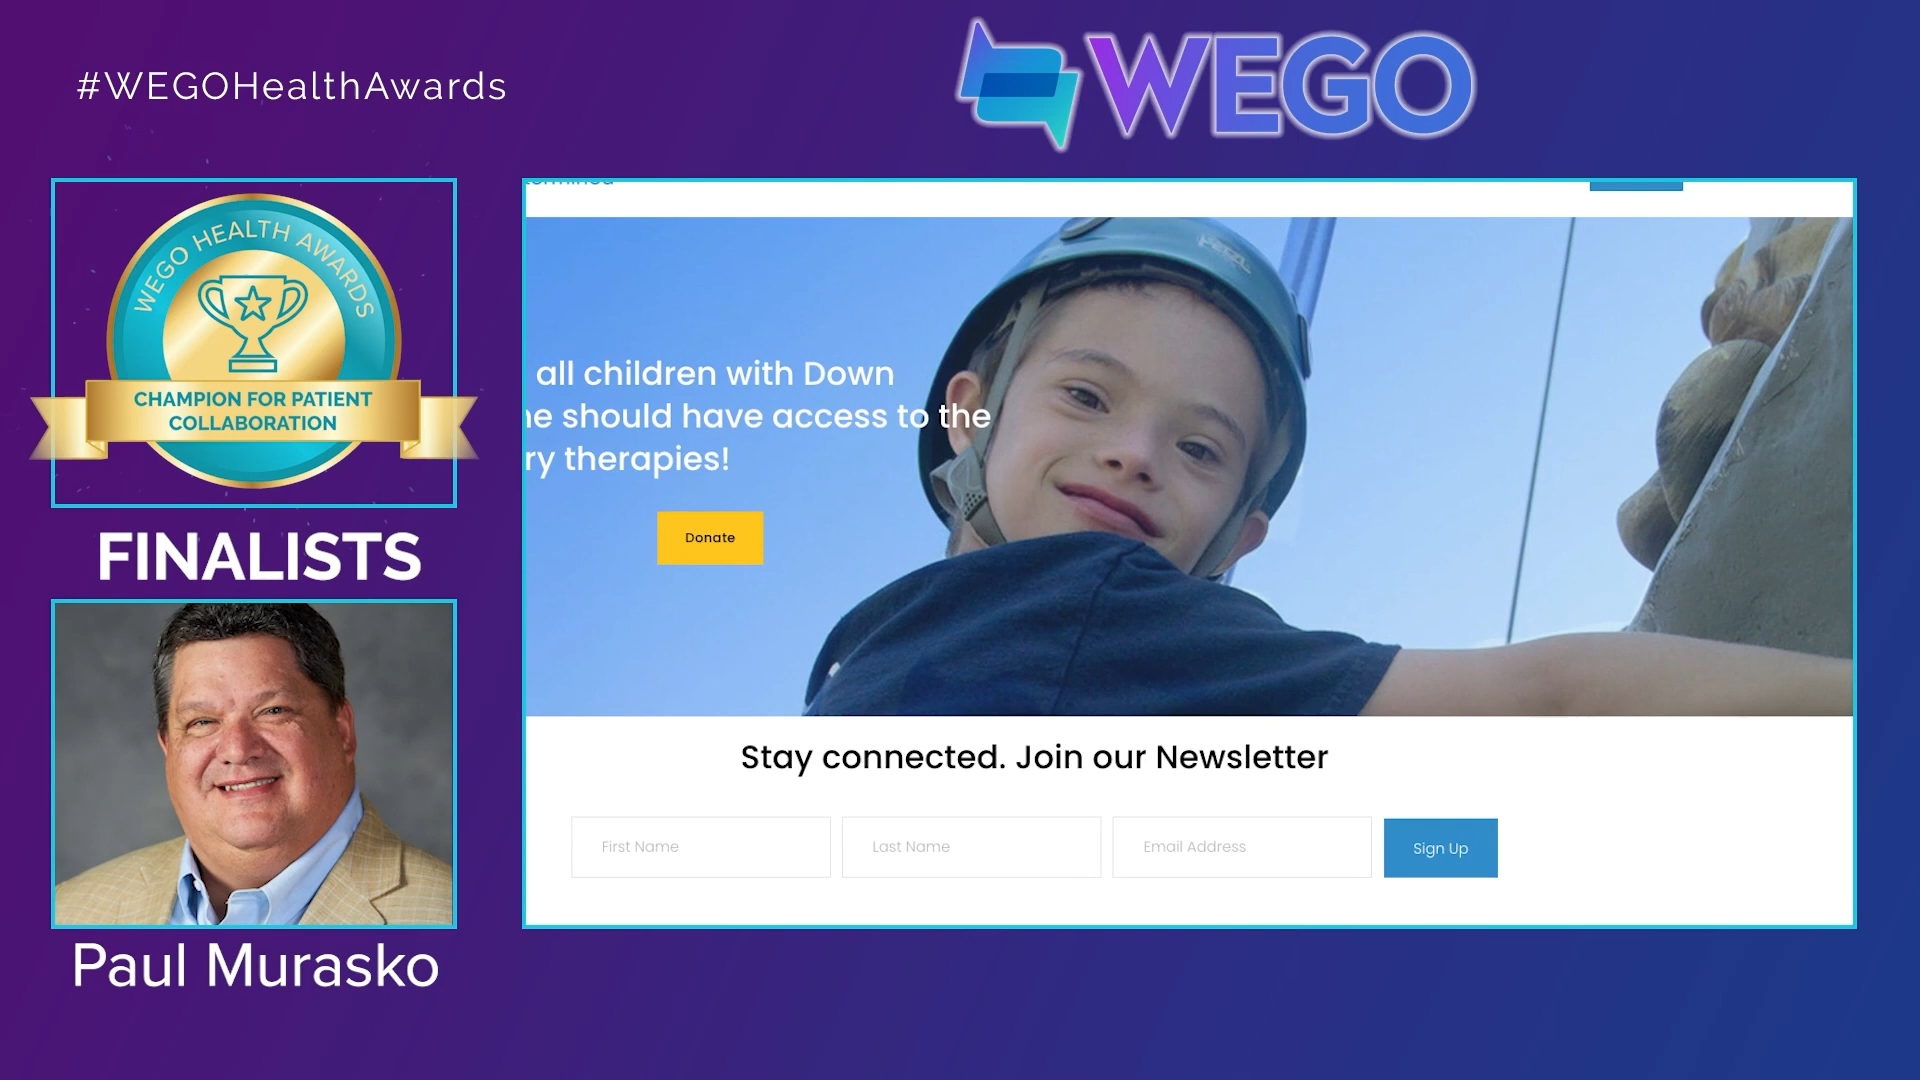 #WEGOHealthAwards
WEGO
WEGO HEALTH AWARDS
CHAMPION FOR PATIENT
COLLABORATION
FINALISTS
Paul Murasko
all children with Down
ne should have access to the
ry therapies!
Donate
Stay connected. Join our Newsletter
First Name
Last Name
Email Address
Sign Up